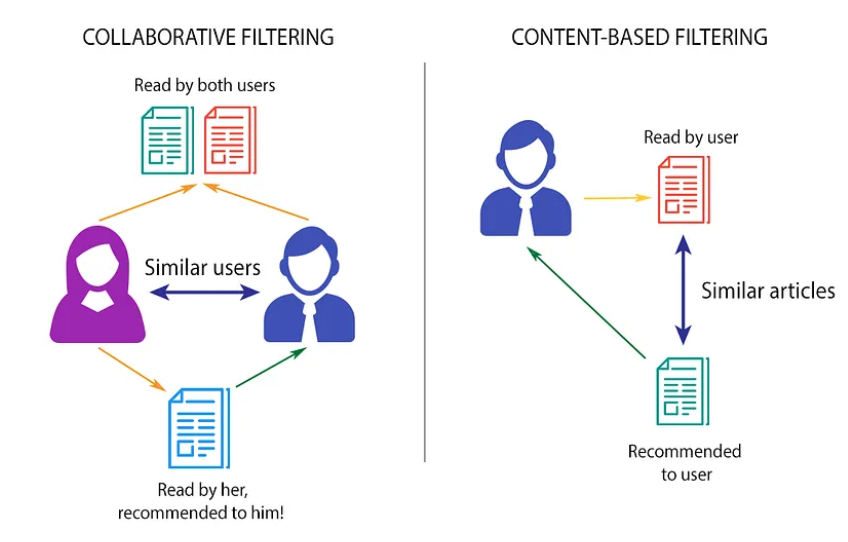 COLLABORATIVE FILTERING
Read by both users
Similar users
Read by her,
recommended to him!
CONTENT-BASED FILTERING
Read by user
Similar articles
Recommended
to user